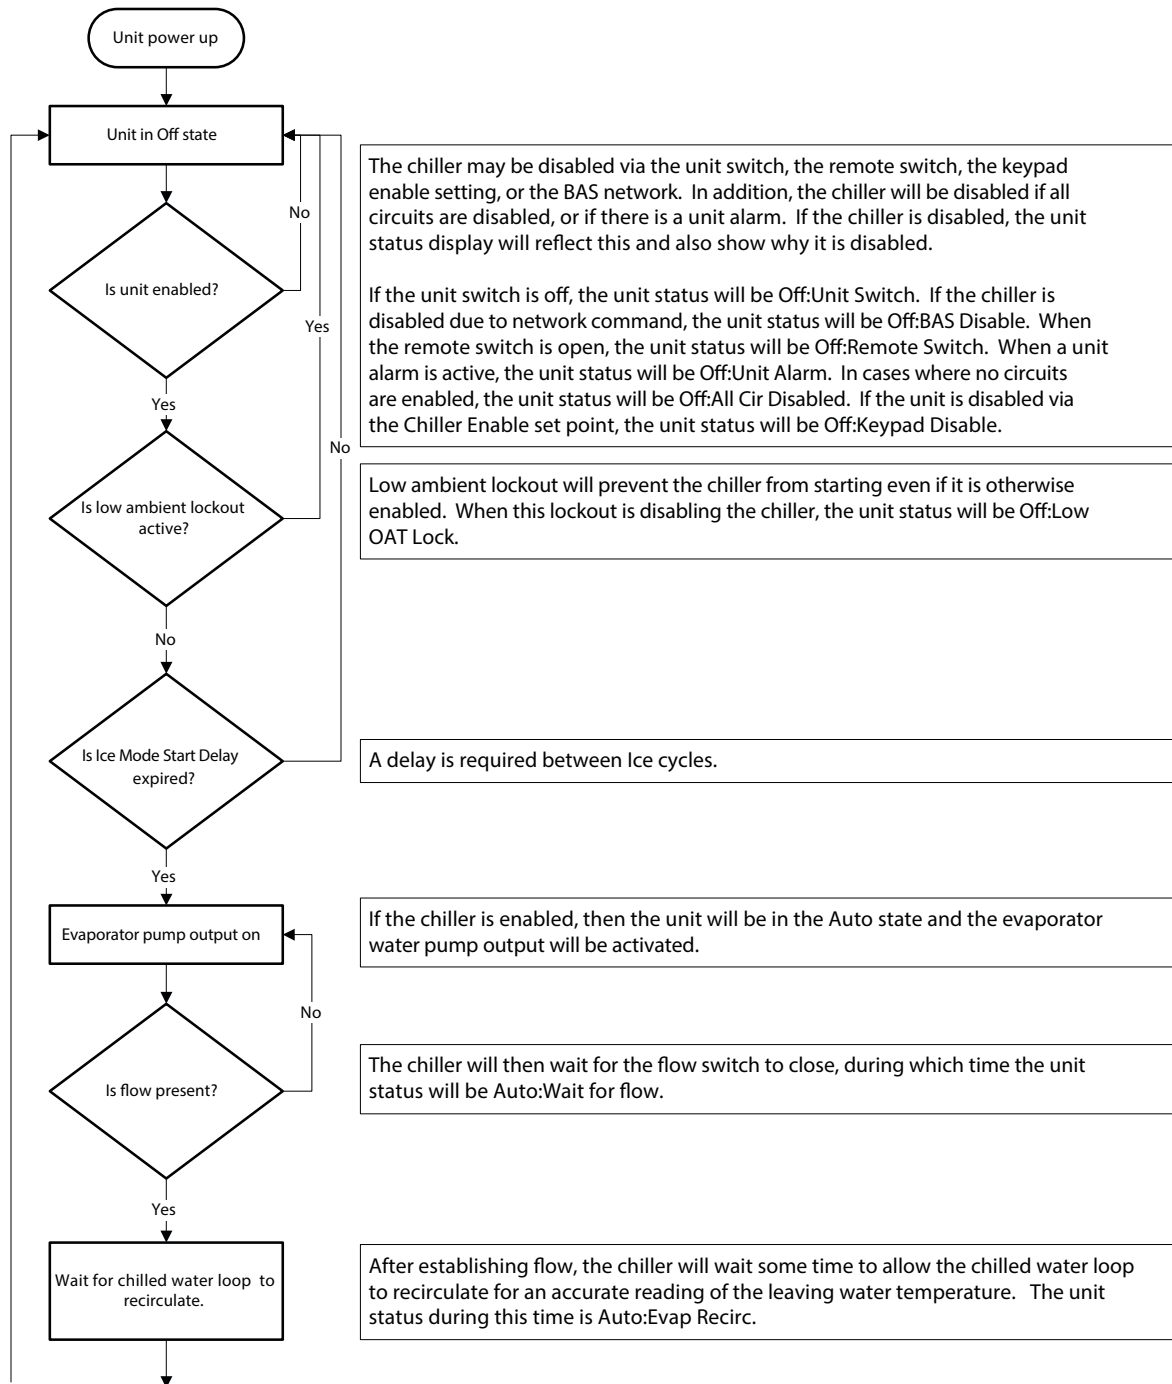 Unit power up
Unit in Off state
The chiller may be disabled via the unit switch, the remote switch, the keypad
enable setting, or the BAS network.  In addition, the chiller will be disabled if all
circuits are disabled, or if there is a unit alarm.  If the chiller is disabled, the unit
status display will reflect this and also show why it is disabled.
If the unit switch is off, the unit status will be Off:Unit Switch.  If the chiller is
disabled due to network command, the unit status will be Off:BAS Disable.  When
the remote switch is open, the unit status will be Off:Remote Switch.  When a unit
alarm is active, the unit status will be Off:Unit Alarm.  In cases where no circuits
are enabled, the unit status will be Off:All Cir Disabled.  If the unit is disabled via
the Chiller Enable set point, the unit status will be Off:Keypad Disable.
No
Is unit enabled?
Yes
Yes
No
Low ambient lockout will prevent the chiller from starting even if it is otherwise
enabled.  When this lockout is disabling the chiller, the unit status will be Off:Low
OAT Lock.
Is low ambient lockout
active?
No
Is Ice Mode Start Delay
expired?
A delay is required between Ice cycles.
Yes
Evaporator pump output on
If the chiller is enabled, then the unit will be in the Auto state and the evaporator
water pump output will be activated.
No
Is flow present?
The chiller will then wait for the flow switch to close, during which time the unit
status will be Auto:Wait for flow.
Yes
Wait for chilled water loop  to
recirculate.
After establishing flow, the chiller will wait some time to allow the chilled water loop
to recirculate for an accurate reading of the leaving water temperature.   The unit
status during this time is Auto:Evap Recirc.